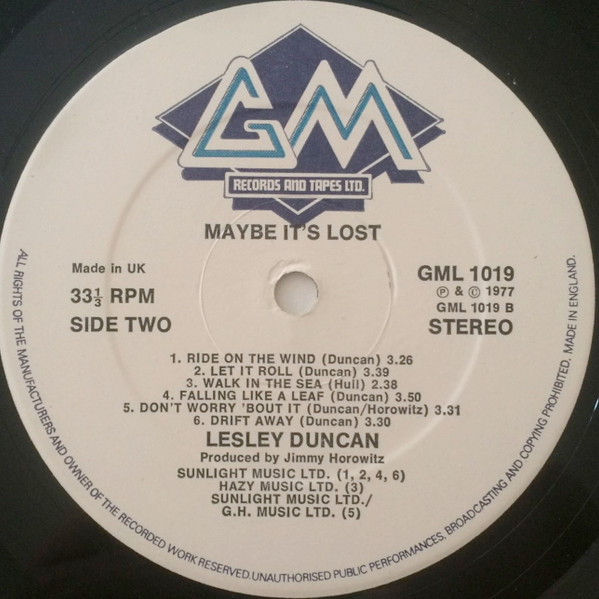 GM
RECORDS AND TAPES LTD.
MAYBE IT'S LOST
Made in UK
33⅓ RPM
SIDE TWO
GML 1019
℗ & © 1977
GML 1019 B
STEREO
1. RIDE ON THE WIND (Duncan) 3.26
2. LET IT ROLL (Duncan) 3.39
3. WALK IN THE SEA (Hull) 2.38
4. FALLING LIKE A LEAF (Duncan) 3.50
5. DON'T WORRY 'BOUT IT (Duncan/Horowitz) 3.31
6. DRIFT AWAY (Duncan) 3.30
LESLEY DUNCAN
Produced by Jimmy Horowitz
SUNLIGHT MUSIC LTD. (1, 2, 4, 6)
HAZY MUSIC LTD. (3)
SUNLIGHT MUSIC LTD./
G.H. MUSIC LTD. (5)
ALL RIGHTS OF THE MANUFACTURERS AND OWNER OF THE RECORDED WORK RESERVED. UNAUTHORISED PUBLIC PERFORMANCES, BROADCASTING AND COPYING PROHIBITED. MADE IN ENGLAND.